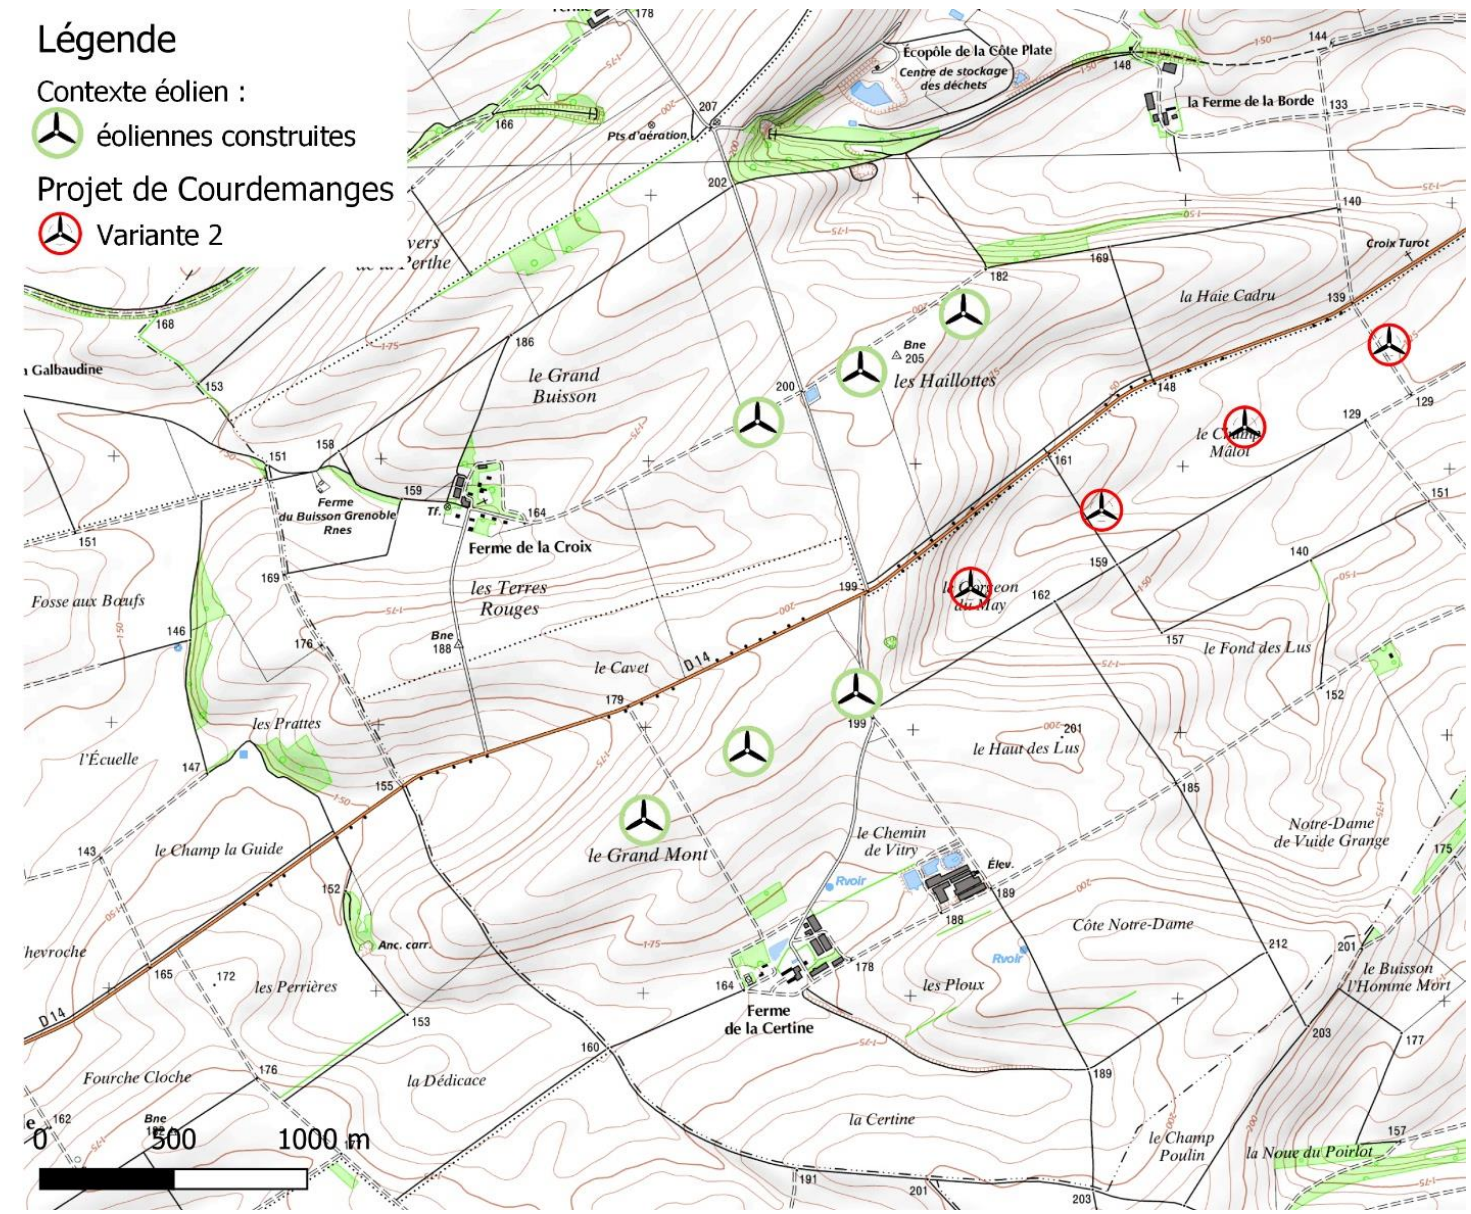 Légende
Contexte éolien :
éoliennes construites
Projet de Courdemanges
Variante 2
178
207
Pts d'aération
166
202
Écopôle de la Côte Plate
Centre de stockage
des déchets
148
144
150
la Ferme de la Borde
133
140
Croix Turot
169
182
la Haie Cadru
139
168
153
186
le Grand
Buisson
200
Bne
205
les Haillottes
148
129
129
le Champ
Mâlot
151
158
159
Ferme
du Buisson Grenoble
Rnes
Tf.
164
Ferme de la Croix
161
151
151
169
Fosse aux Bœufs
les Terres
Rouges
199
159
140
162
146
176
Bne
188
le Cavet
D 14
157
le Fond des Lus
152
179
199
les Prattes
l'Écuelle
147
201
le Haut des Lus
155
185
le Champ la Guide
143
le Grand Mont
le Chemin
de Vitry
Notre-Dame
de Vuide Grange
175
Élev.
Rvoir
189
188
152
Anc. carr.
Côte Notre-Dame
212
201
165
172
les Perrières
164
178
les Ploux
Rvoir
le Buisson
l'Homme Mort
D 14
153
Ferme
de la Certine
203
177
160
176
Fourche Cloche
la Dédicace
189
la Certine
162
Bne
le Champ
Poulin
157
la Noue du Poirlot
0 500 1000 m
191
201
203